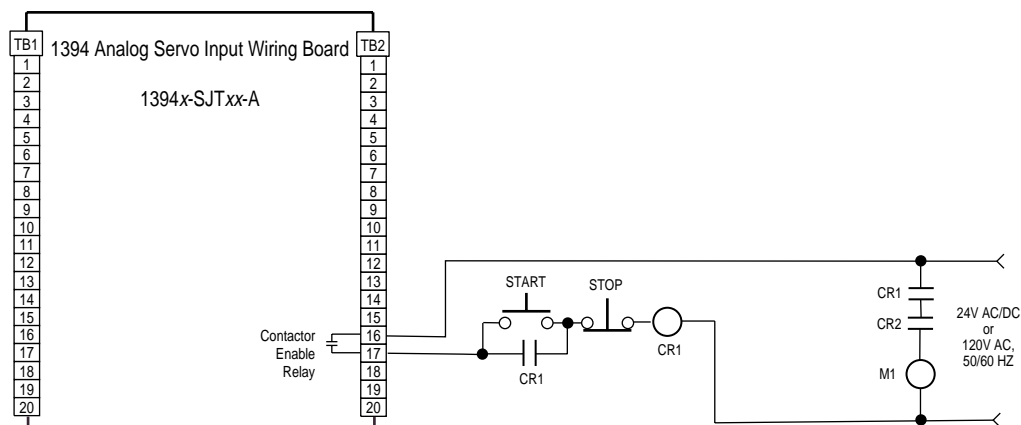 TB1
1394 Analog Servo Input Wiring Board
1394x-SJTxx-A
1
2
3
4
5
6
7
8
9
10
11
12
13
14
15
16
17
18
19
20
TB2
1
2
3
4
5
6
7
8
9
10
11
12
13
14
15
16
17
18
19
20
Contactor
Enable
Relay
START
STOP
CR1
CR1
CR1
CR2
M1
24V AC/DC
or
120V AC,
50/60 HZ